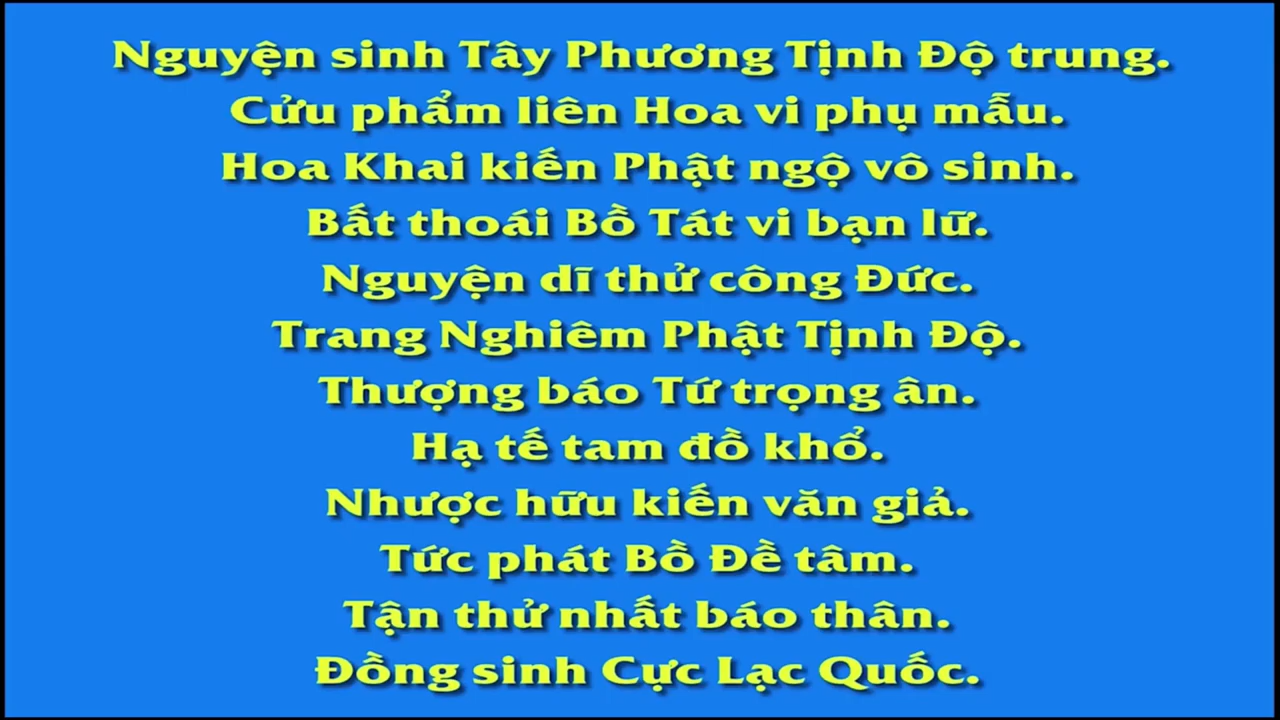 Nguyện sinh Tây Phương Tịnh Độ trung.
Cửu phẩm liên Hoa vi phụ mẫu.
Hoa Khai kiến Phật ngộ vô sinh.
Bất thoái Bồ Tát vi bạn lữ.
Nguyện dĩ thử công Đức.
Trang Nghiêm Phật Tịnh Độ.
Thượng báo Tứ trọng ân.
Hạ tế tam đồ khổ.
Nhược hữu kiến văn giả.
Tức phát Bồ Đề tâm.
Tận thử nhất báo thân.
Đồng sinh Cực Lạc Quốc.